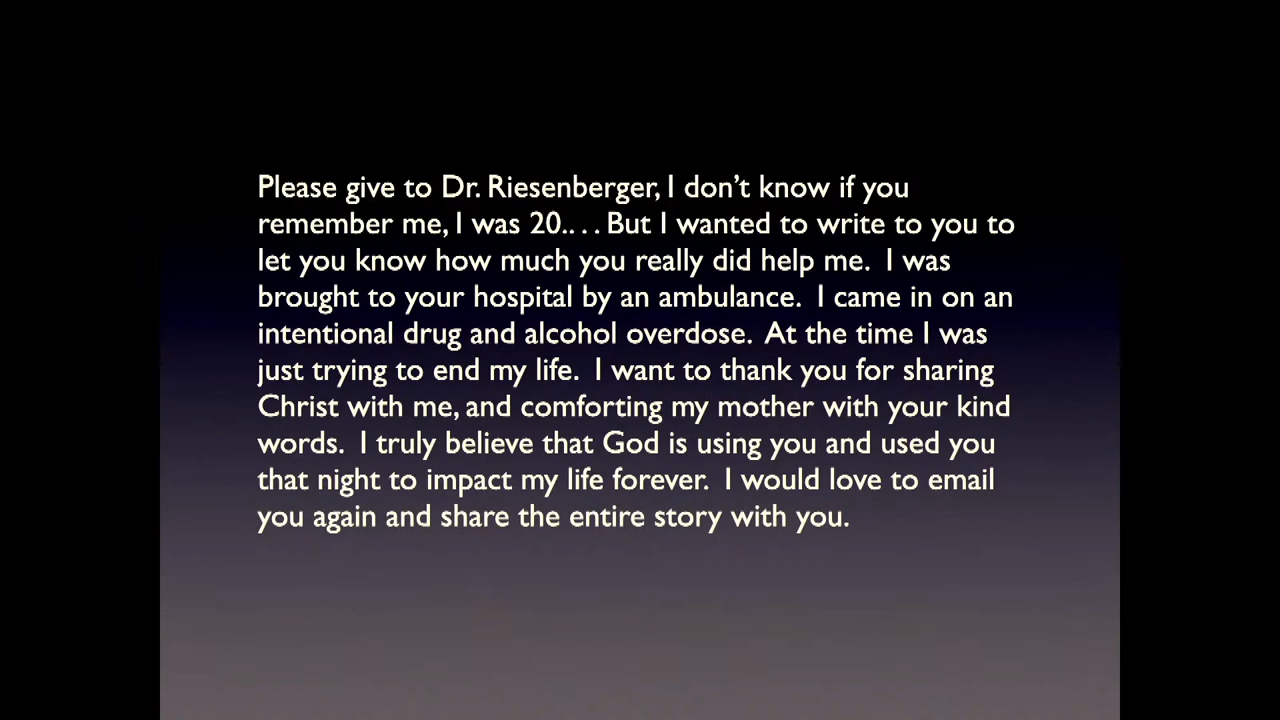 Please give to Dr. Riesenberger, I don't know if you
remember me, I was 20.. . . But I wanted to write to you to
let you know how much you really did help me.  I was
brought to your hospital by an ambulance.  I came in on an
intentional drug and alcohol overdose.  At the time I was
just trying to end my life.  I want to thank you for sharing
Christ with me, and comforting my mother with your kind
words.  I truly believe that God is using you and used you
that night to impact my life forever.  I would love to email
you again and share the entire story with you.